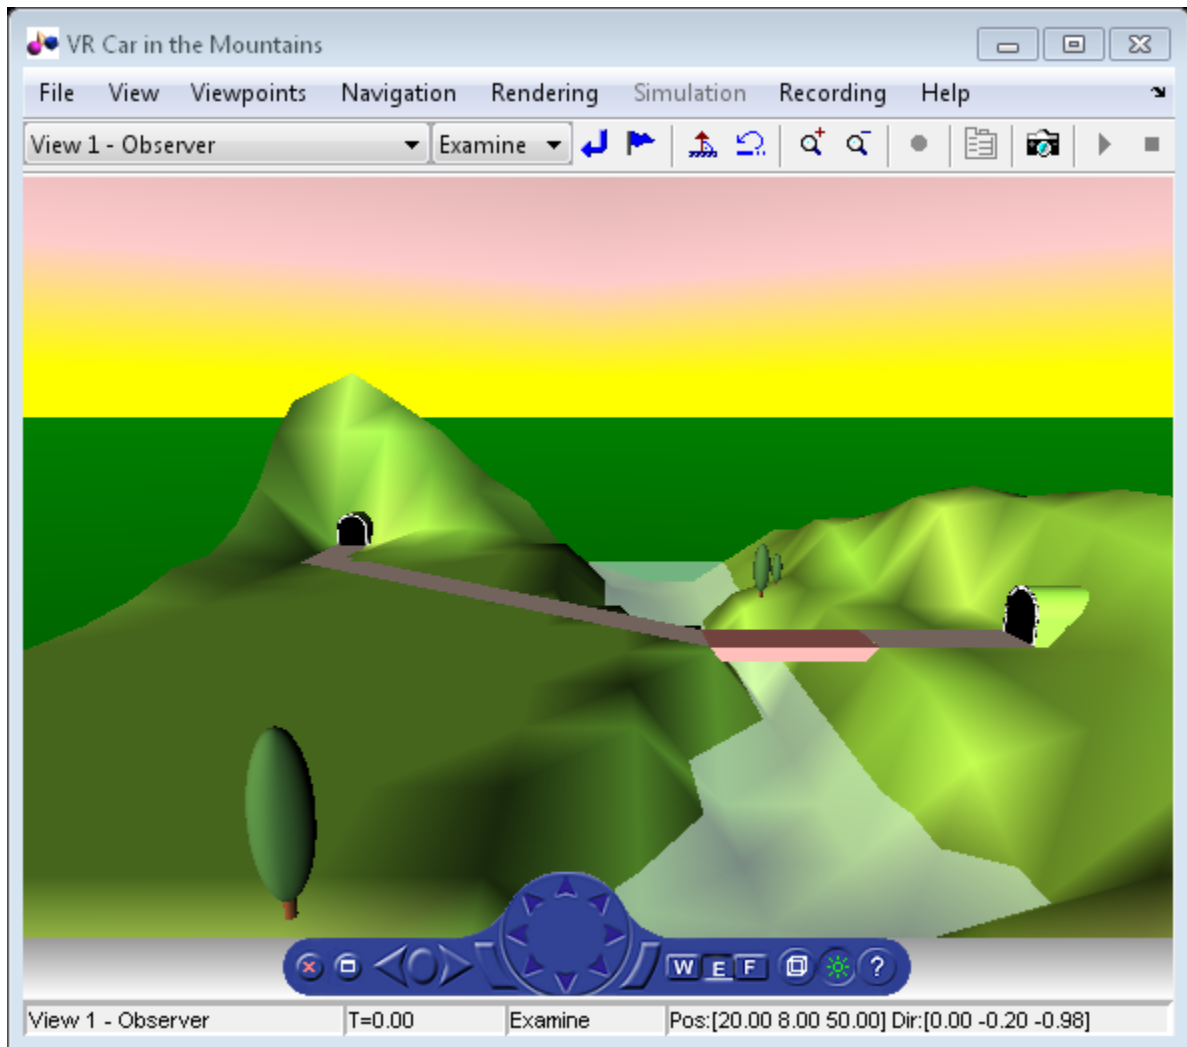 VR Car in the Mountains
File View Viewpoints Navigation Rendering Simulation Recording Help
View 1 - Observer Examine
W E F ?
View 1 - Observer T=0.00 Examine Pos:[20.00 8.00 50.00] Dir:[0.00 -0.20 -0.98]